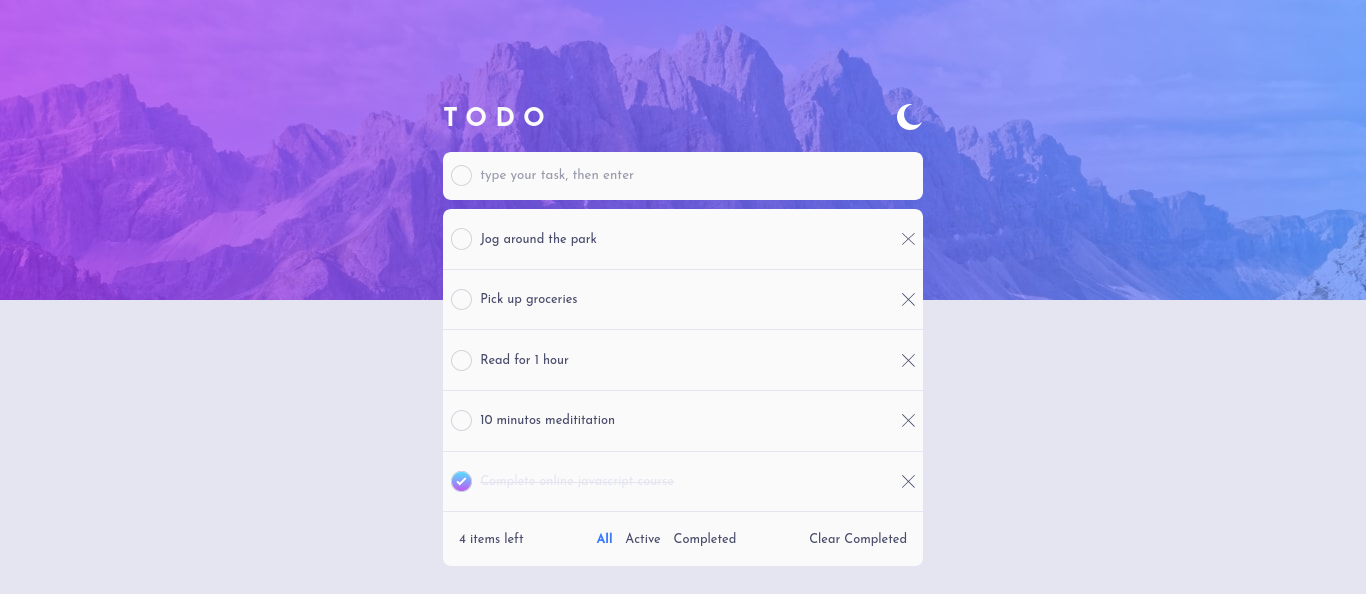 TODO
type your task, then enter
Jog around the park
Pick up groceries
Read for 1 hour
10 minutos medititation
Complete online javascript course
4 items left All Active Completed Clear Completed